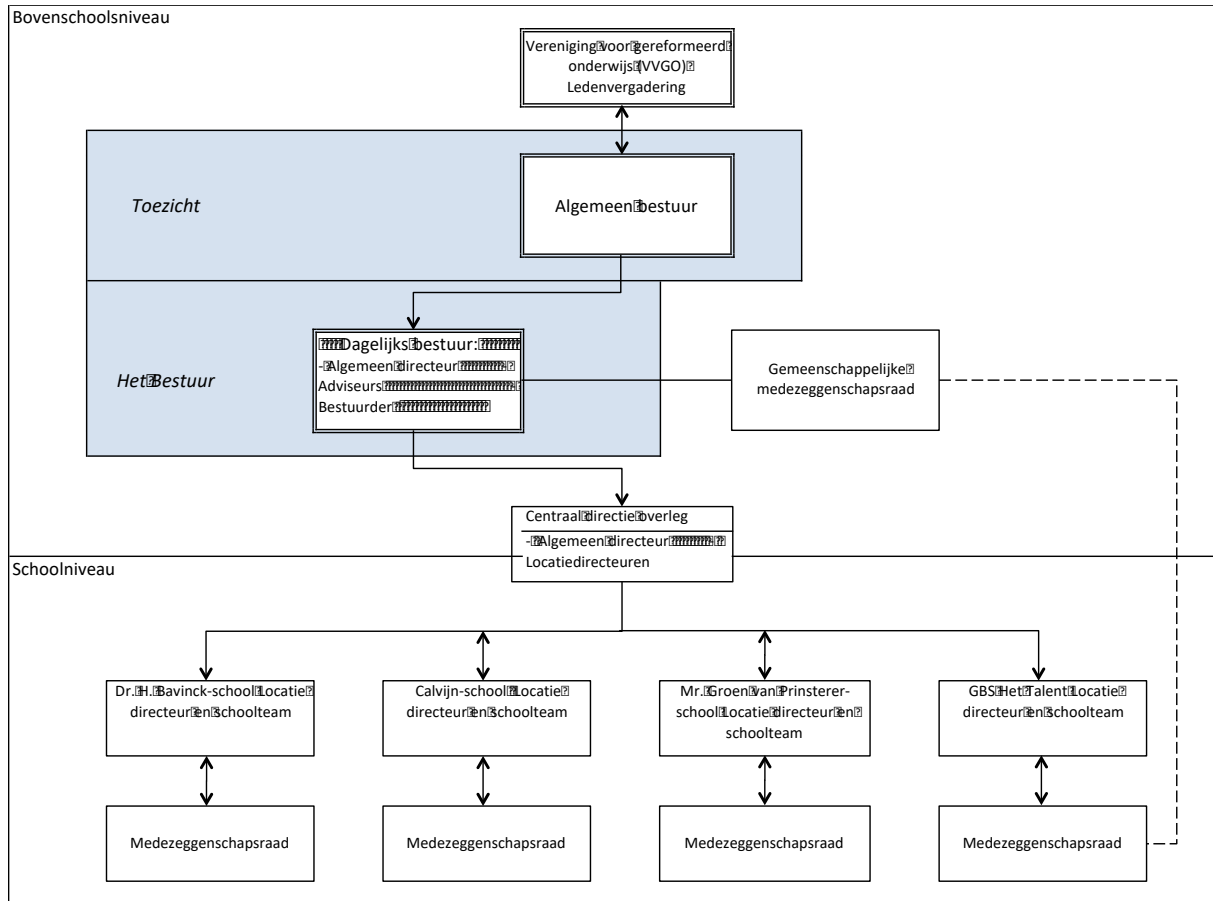 Bovenschoolsniveau
Vereniging voor gereformeerd
onderwijs (VVGO)
Ledenvergadering
Toezicht
Algemeen bestuur
Het Bestuur
Dagelijks bestuur:
- Algemeen directeur -
Adviseurs -
Bestuurder
Gemeenschappelijke
medezeggenschapsraad
Centraal directie overleg
- Algemeen directeur -
Locatiedirecteuren
Schoolniveau
Dr. H. Bavinck-school Locatie
directeur en schoolteam
Calvijn-school Locatie
directeur en schoolteam
Mr. Groen van Prinsterer-
school Locatie directeur en
schoolteam
GBS Het Talent Locatie
directeur en schoolteam
Medezeggenschapsraad
Medezeggenschapsraad
Medezeggenschapsraad
Medezeggenschapsraad